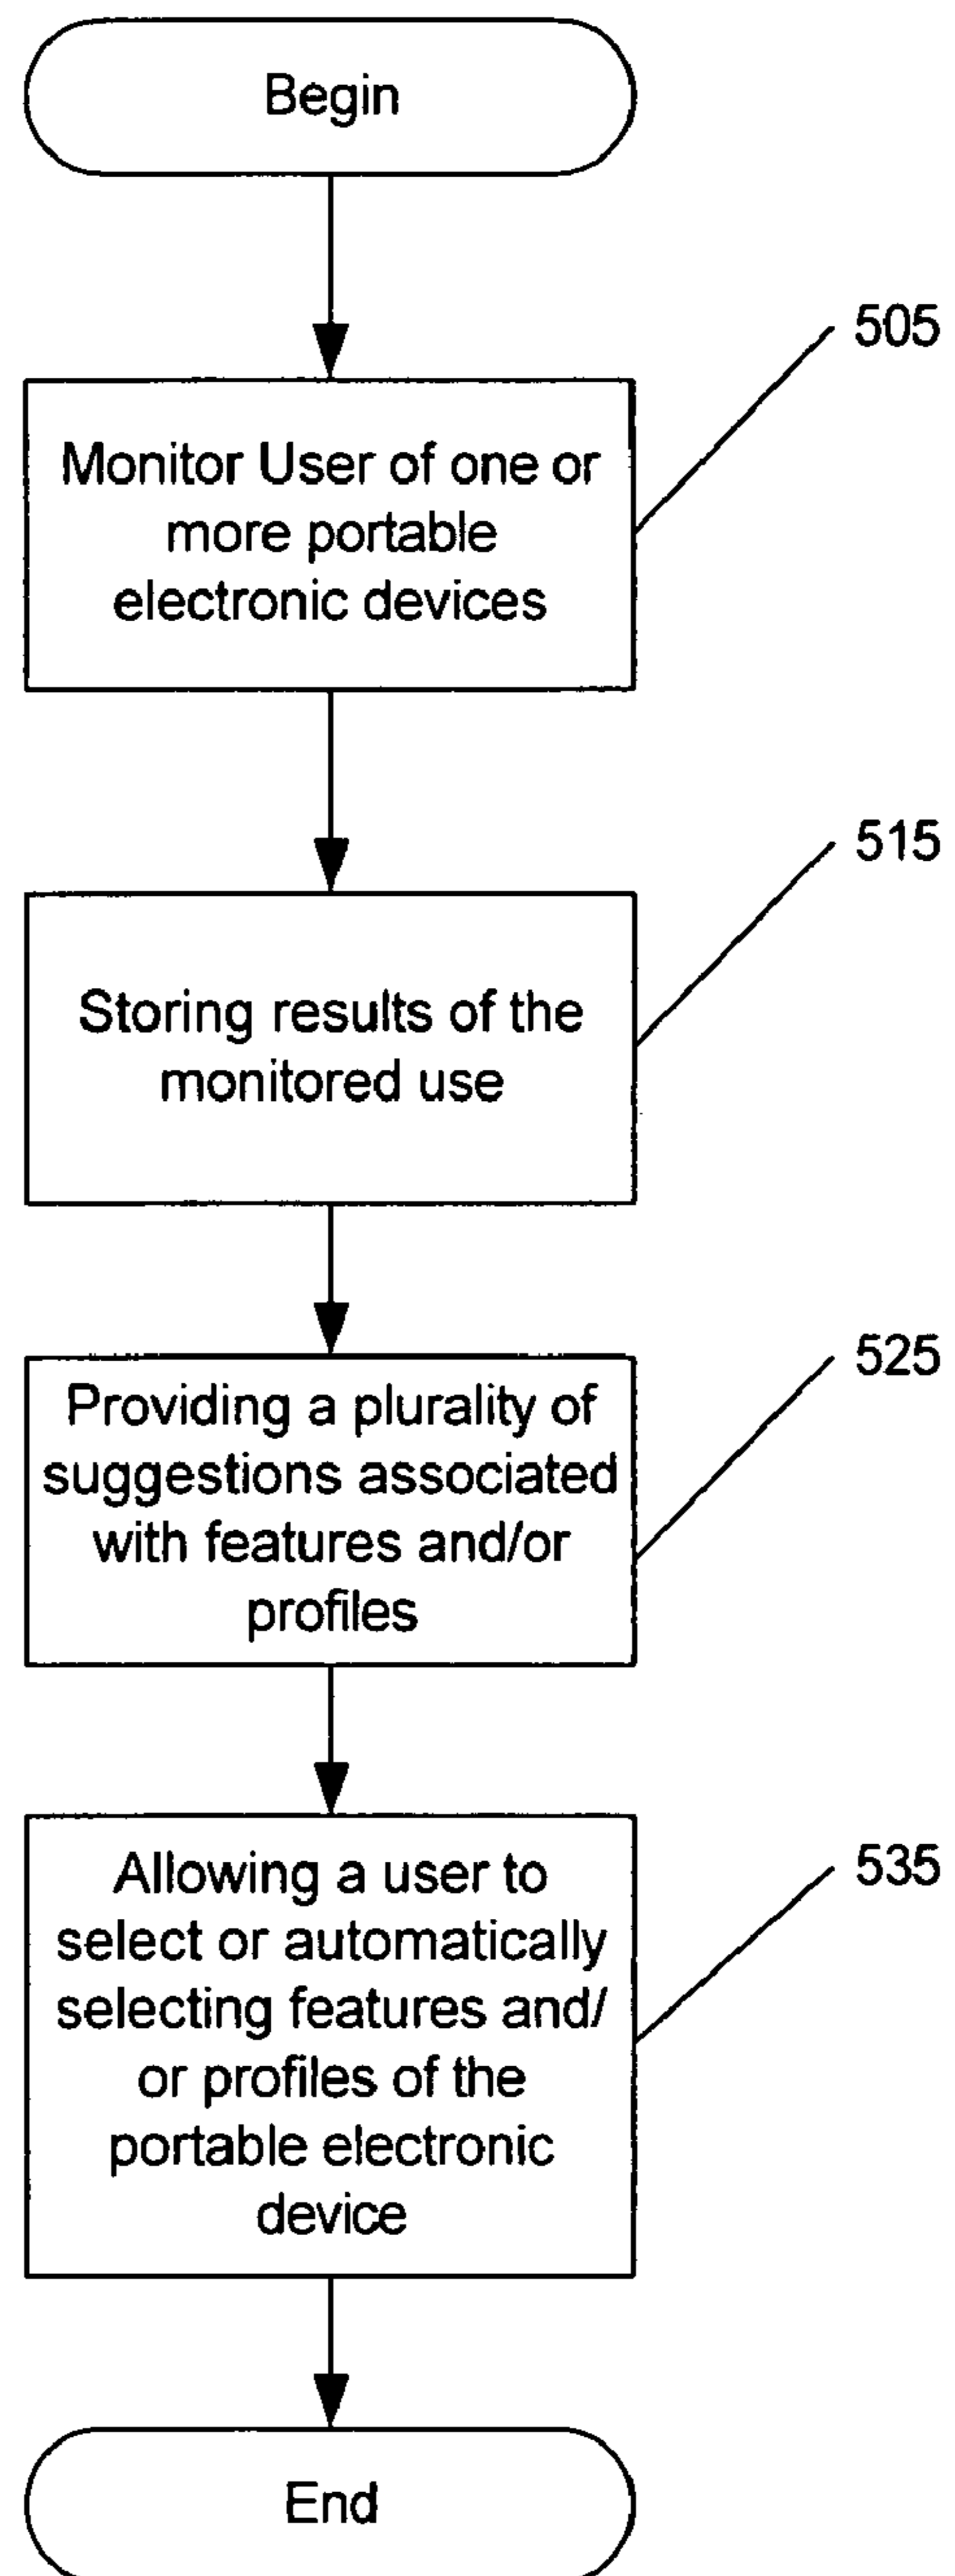 Begin
505
Monitor User of one or
more portable
electronic devices
515
Storing results of the
monitored use
525
Providing a plurality of
suggestions associated
with features and/or
profiles
535
Allowing a user to
select or automatically
selecting features and/
or profiles of the
portable electronic
device
End